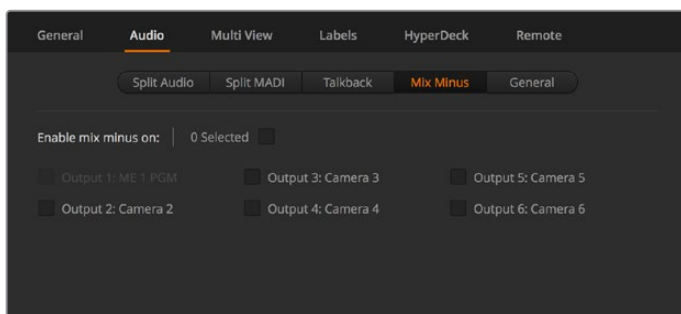 General Audio Multi View Labels HyperDeck Remote
Split Audio Split MADI Talkback Mix Minus General
Enable mix minus on: 0 Selected
Output 1: ME 1 PGM Output 3: Camera 3 Output 5: Camera 5
Output 2: Camera 2 Output 4: Camera 4 Output 6: Camera 6